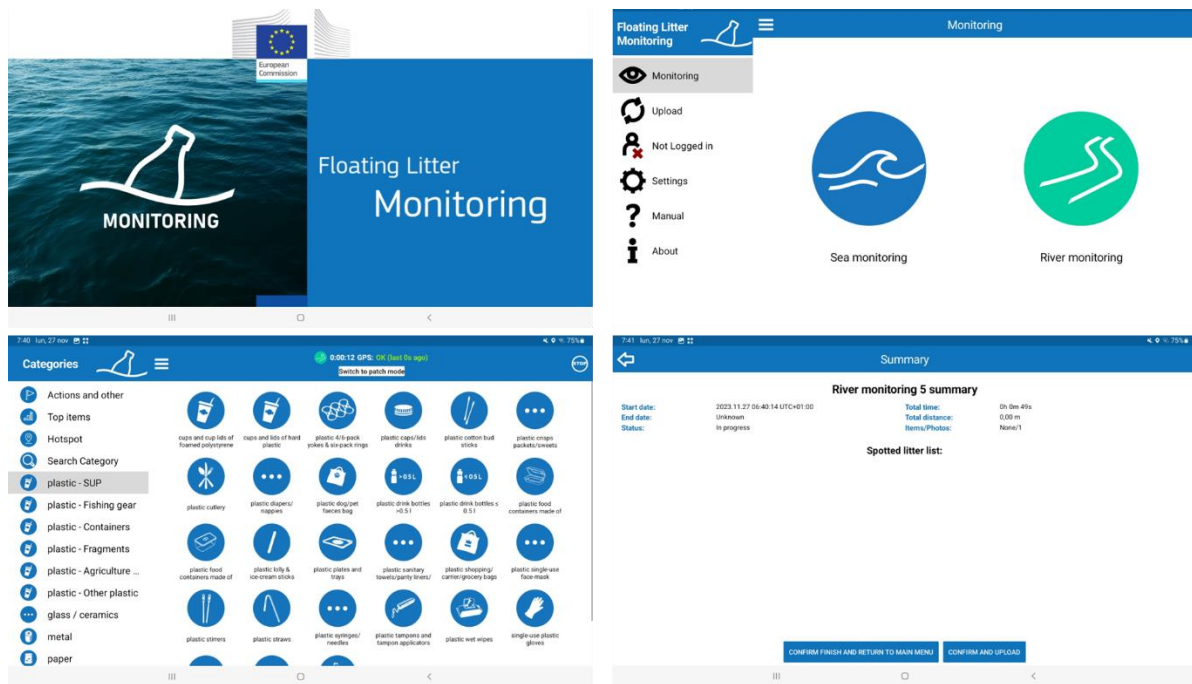 European
Commission
MONITORING
Floating Litter
Monitoring
Floating Litter
Monitoring
Monitoring
Monitoring
Upload
Not Logged in
Settings
Manual
About
Sea monitoring
River monitoring
7:40 lun, 27 nov
75%
Categories
0:00:12 GPS: OK (last 0s ago)
Switch to patch mode
STOP
Actions and other
Top items
Hotspot
Search Category
plastic - SUP
plastic - Fishing gear
plastic - Containers
plastic - Fragments
plastic - Agriculture ...
plastic - Other plastic
glass / ceramics
metal
paper
cups and cup lids of
foamed polystyrene
cups and lids of hard
plastic
plastic 4/6-pack
yokes & six-pack rings
plastic caps/lids
drinks
plastic cotton bud
sticks
plastic crisps
packets/sweets
plastic cutlery
plastic diapers/
nappies
plastic dog/pet
faeces bag
>0.5 L
plastic drink bottles
>0.5 l
<0.5 L
plastic drink bottles ≤
0.5 l
plastic food
containers made of
plastic food
containers made of
plastic lolly &
ice-cream sticks
plastic plates and
trays
plastic sanitary
towels/panty liners/
plastic shopping/
carrier/grocery bags
plastic single-use
face-mask
plastic stirrers
plastic straws
plastic syringes/
needles
plastic tampons and
tampon applicators
plastic wet wipes
single-use plastic
gloves
7:41 lun, 27 nov
75%
Summary
River monitoring 5 summary
Start date: 2023.11.27 06:40:14 UTC+01:00 Total time: 0h 0m 49s
End date: Unknown Total distance: 0,00 m
Status: In progress Items/Photos: None/1
Spotted litter list:
CONFIRM FINISH AND RETURN TO MAIN MENU CONFIRM AND UPLOAD